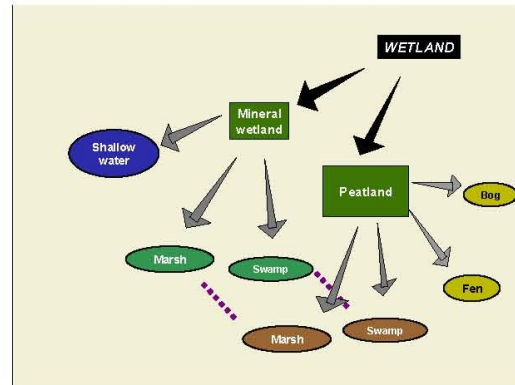 WETLAND
Mineral
wetland
Shallow
water
Peatland
Bog
Marsh
Swamp
Fen
Marsh
Swamp